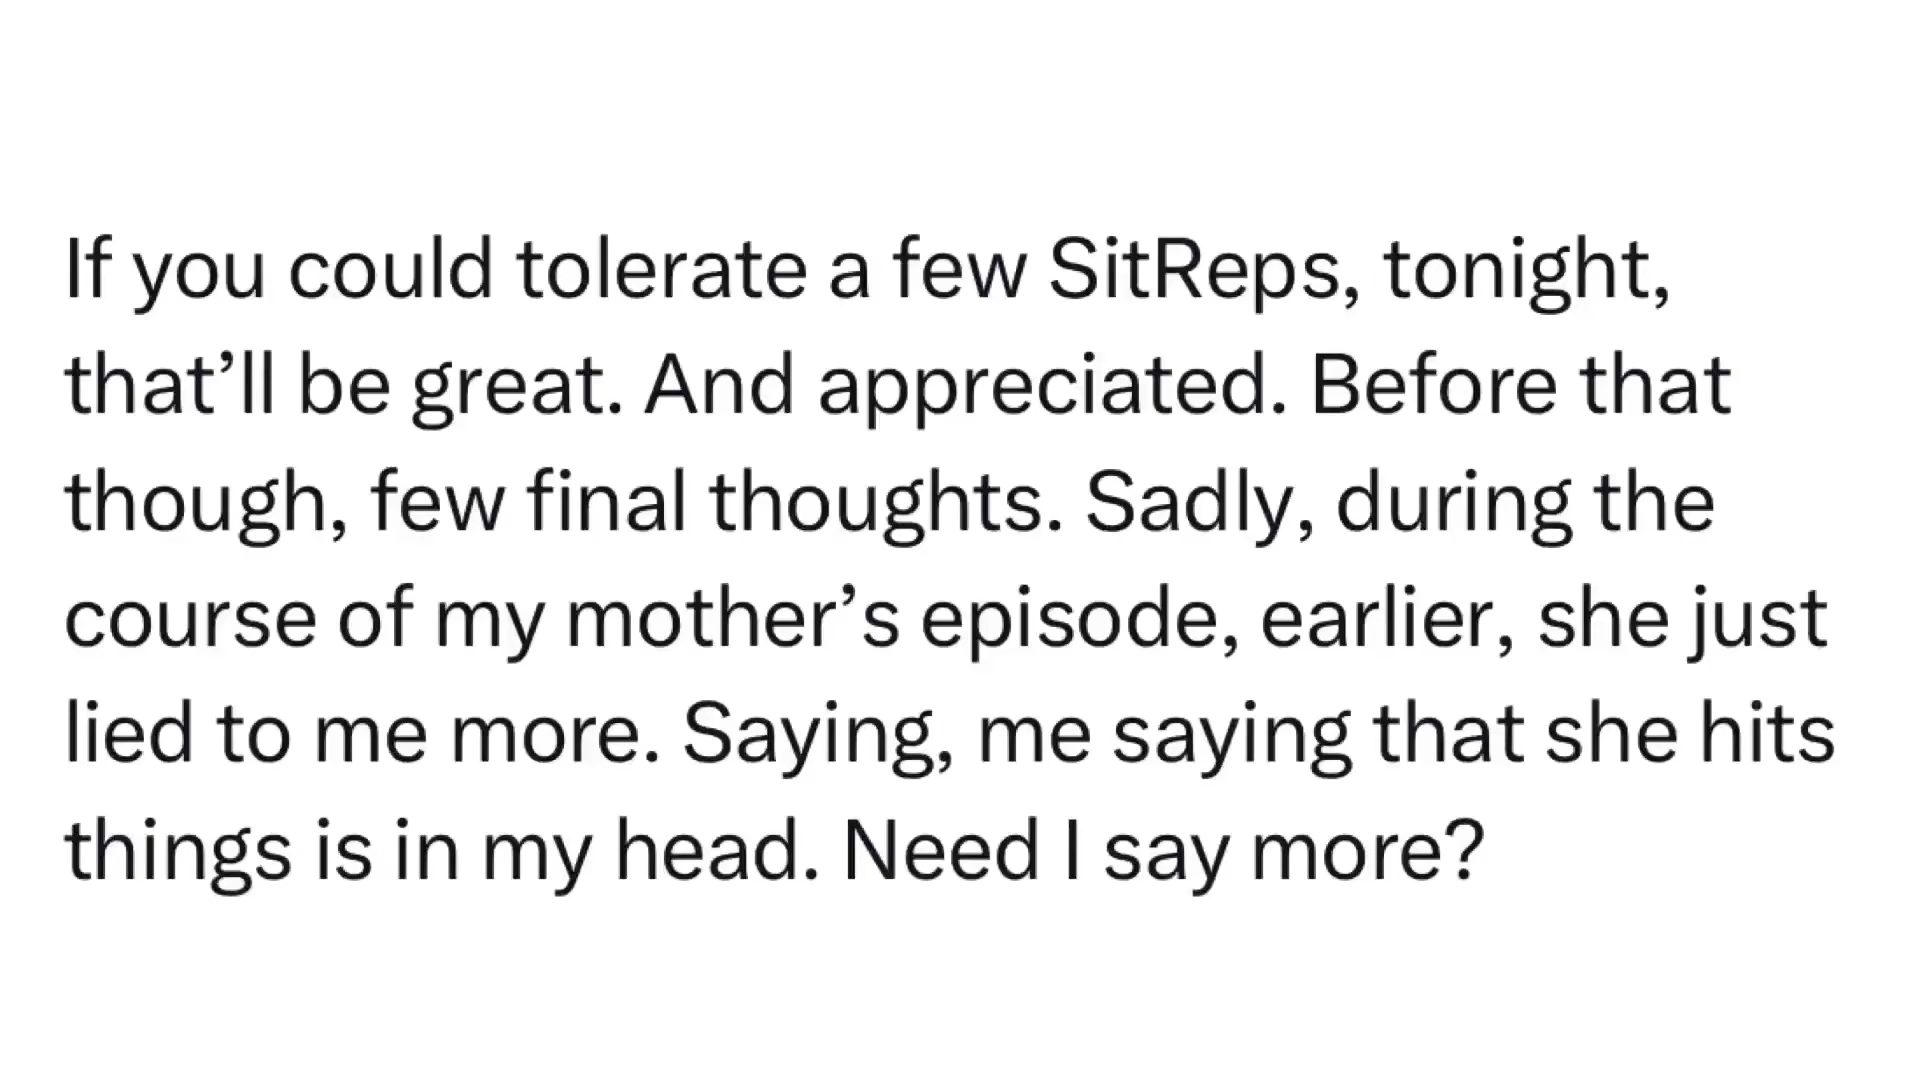 If you could tolerate a few SitReps, tonight,
that’ll be great. And appreciated. Before that
though, few final thoughts. Sadly, during the
course of my mother’s episode, earlier, she just
lied to me more. Saying, me saying that she hits
things is in my head. Need I say more?